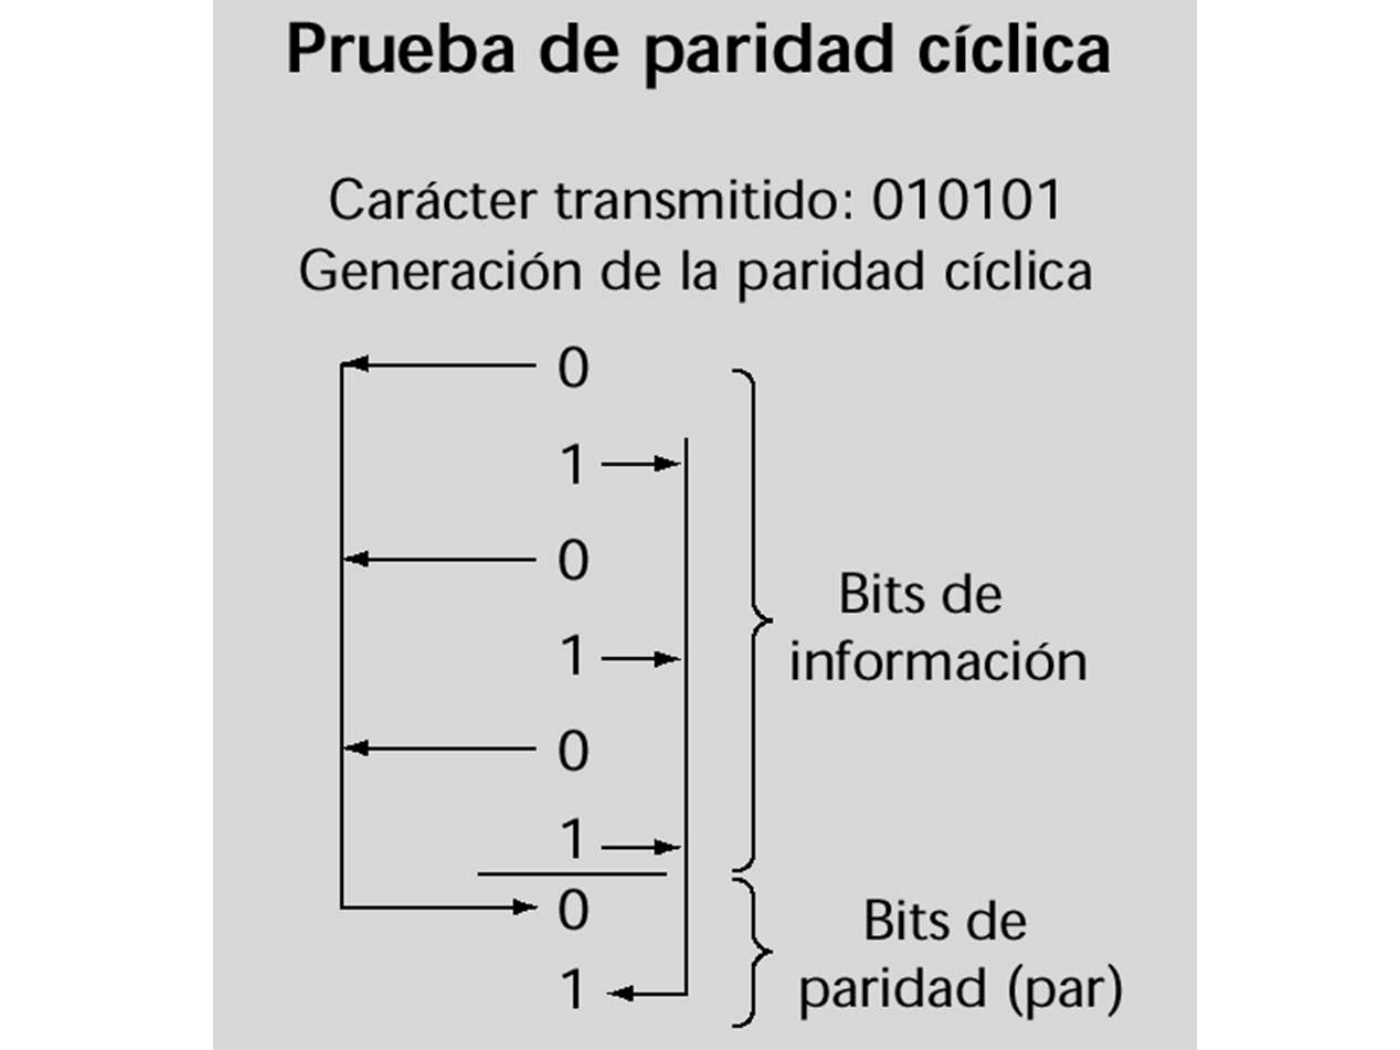 Prueba de paridad cíclica
Carácter transmitido: 010101
Generación de la paridad cíclica
0
1
0
1
0
1
0
1
Bits de
información
Bits de
paridad (par)